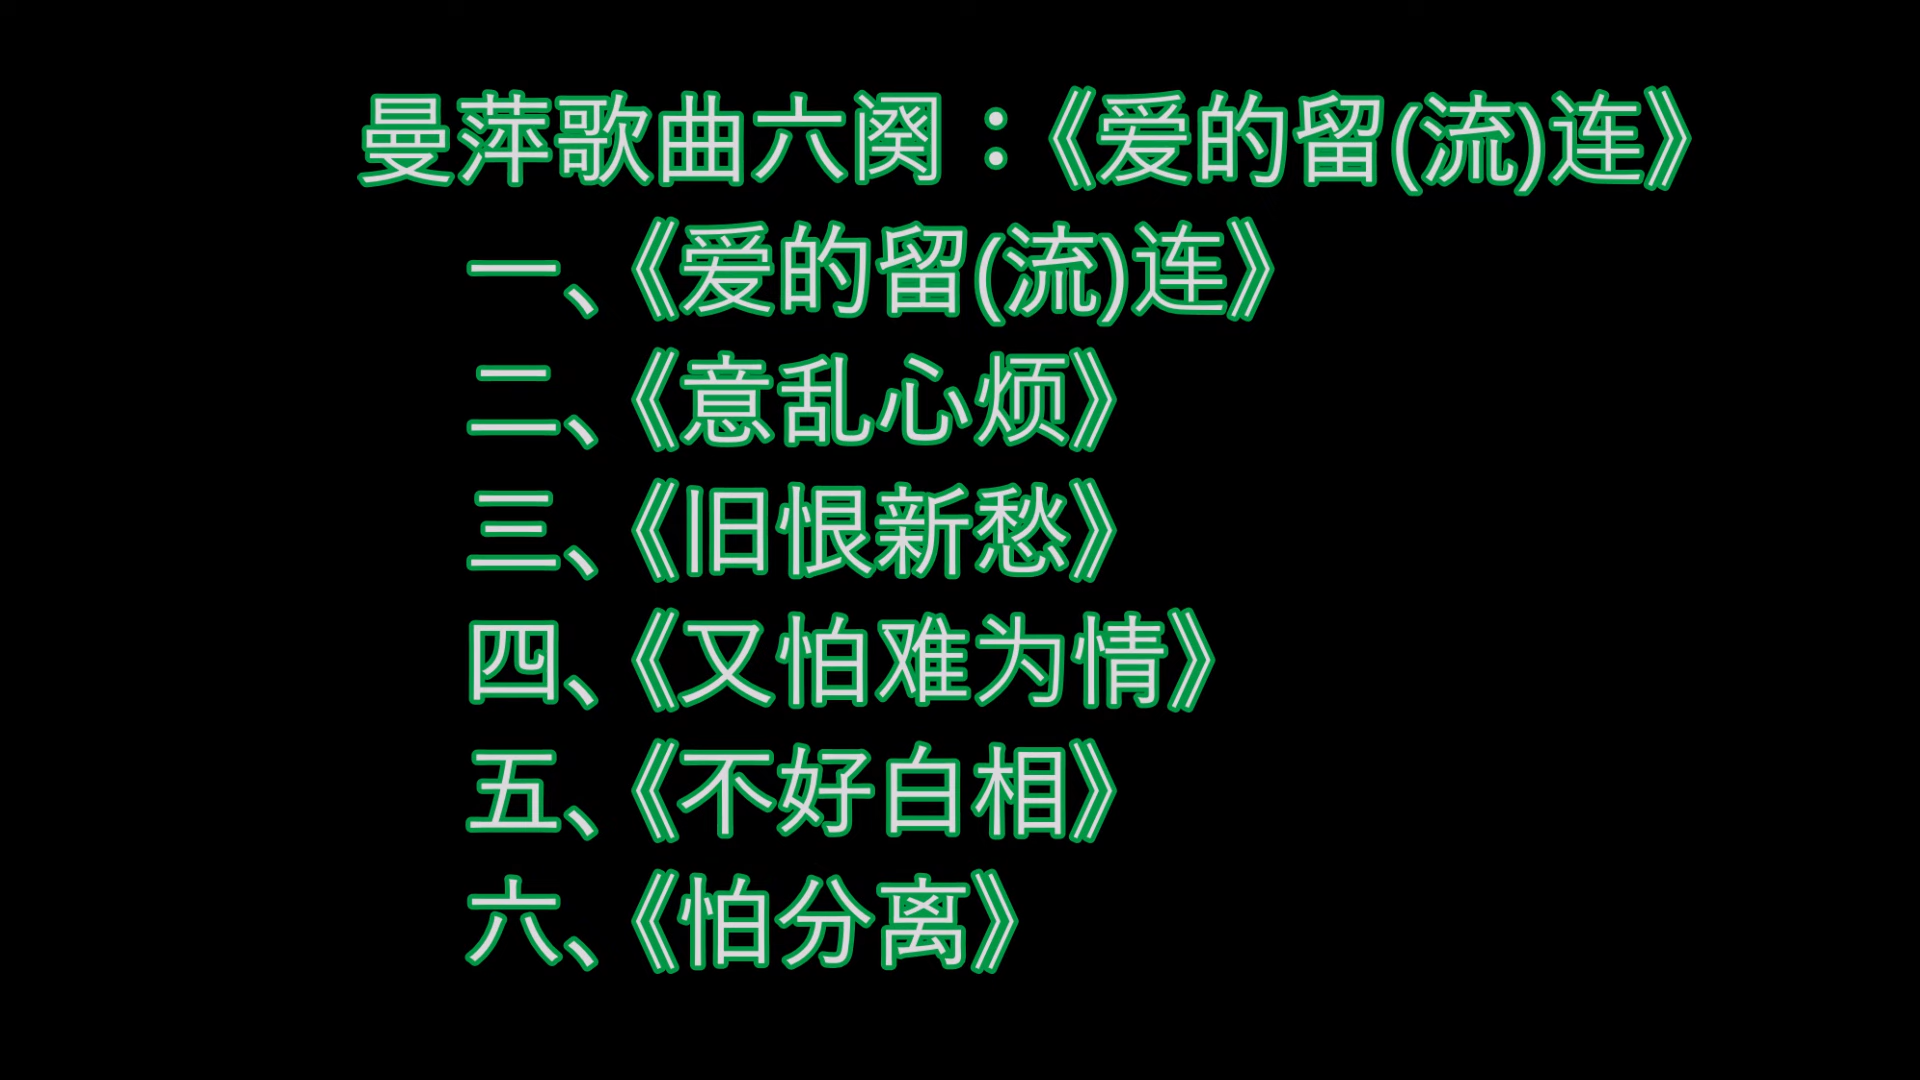 曼萍歌曲六阕：《爱的留(流)连》
一、《爱的留(流)连》
二、《意乱心烦》
三、《旧恨新愁》
四、《又怕难为情》
五、《不好白相》
六、《怕分离》